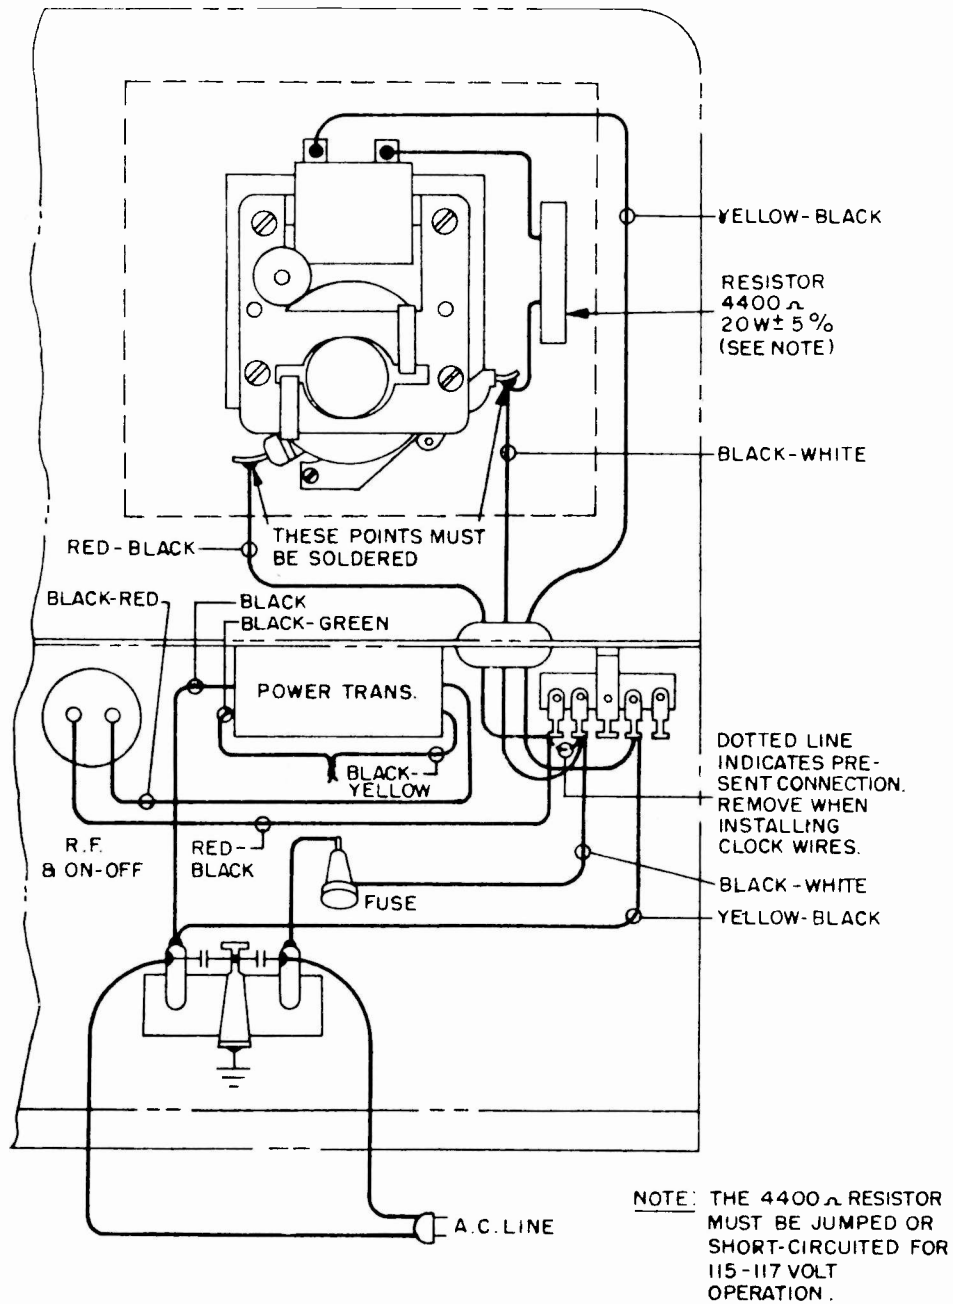 YELLOW-BLACK
RESISTOR
4400 Ω
20W ± 5%
(SEE NOTE)
BLACK-WHITE
THESE POINTS MUST
BE SOLDERED
RED-BLACK
BLACK-RED
BLACK
BLACK-GREEN
POWER TRANS.
BLACK-
YELLOW
DOTTED LINE
INDICATES PRE-
SENT CONNECTION.
REMOVE WHEN
INSTALLING
CLOCK WIRES.
R.F.
& ON-OFF
RED-
BLACK
FUSE
BLACK-WHITE
YELLOW-BLACK
A.C. LINE
NOTE: THE 4400 Ω RESISTOR
MUST BE JUMPED OR
SHORT-CIRCUITED FOR
115-117 VOLT
OPERATION.